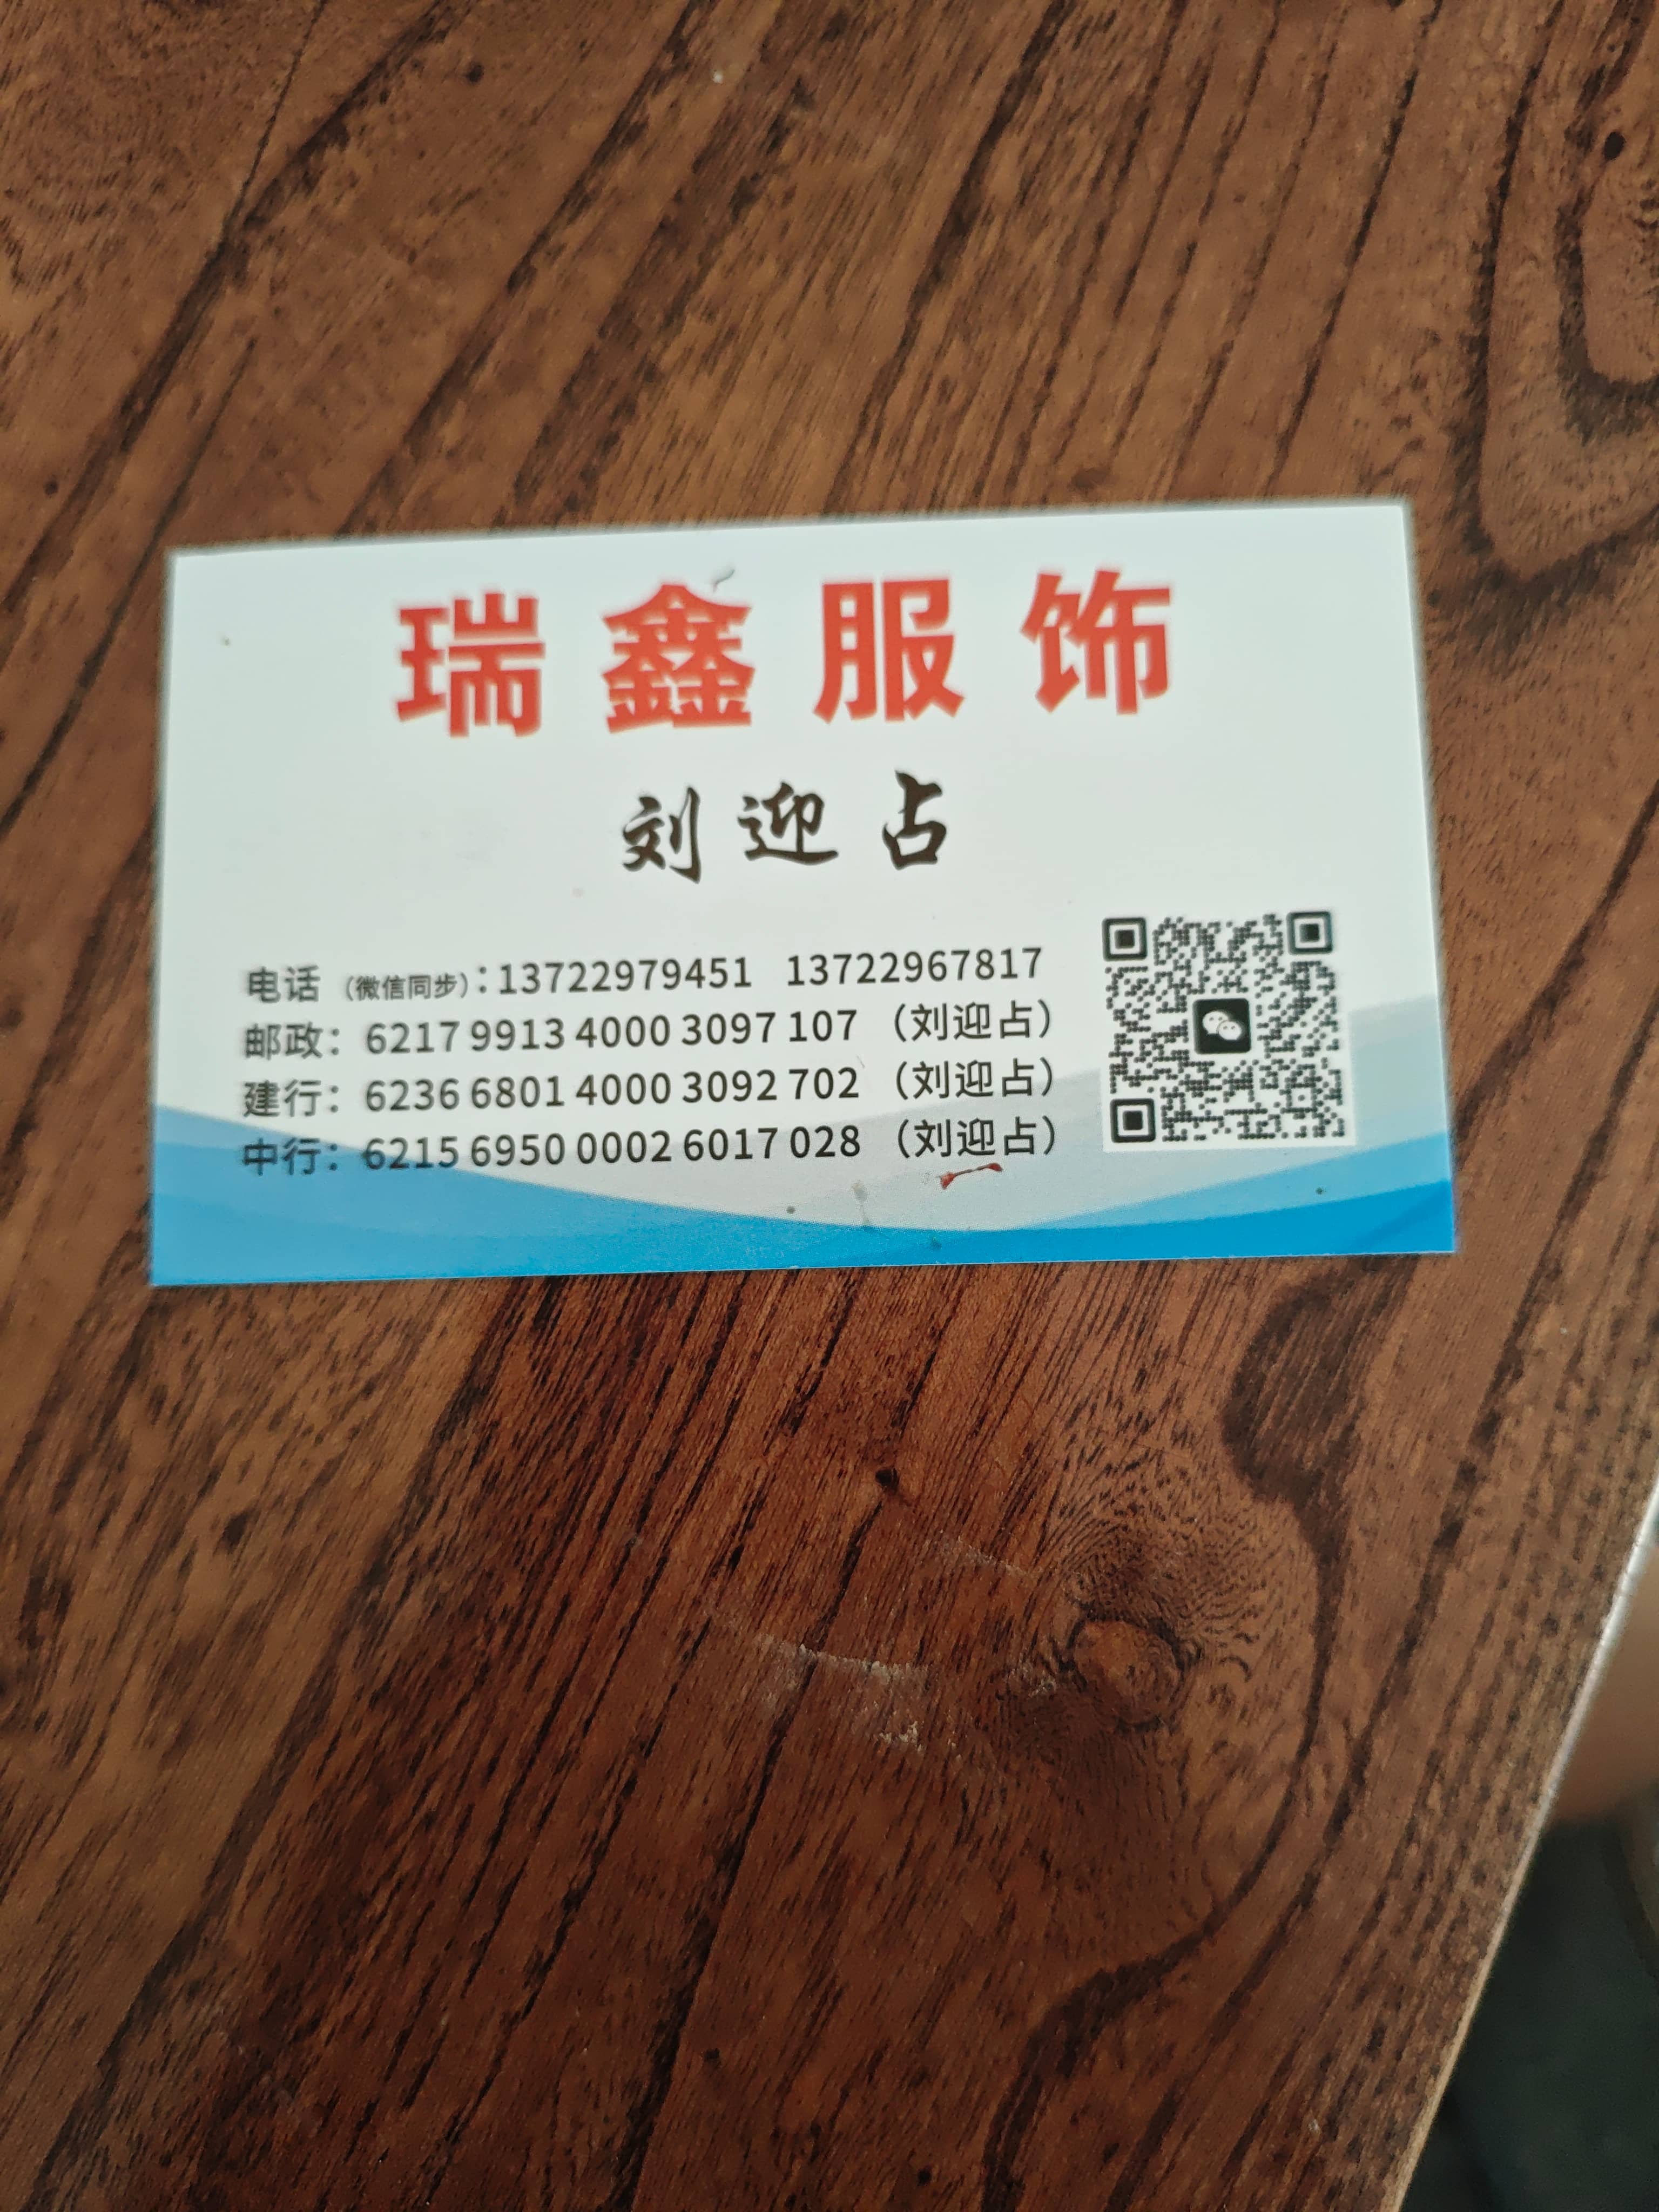 瑞鑫服饰
刘迎占
电话（微信同步）：13722979451 13722967817
邮政：6217 9913 4000 3097 107（刘迎占）
建行：6236 6801 4000 3092 702（刘迎占）
中行：6215 6950 0002 6017 028（刘迎占）